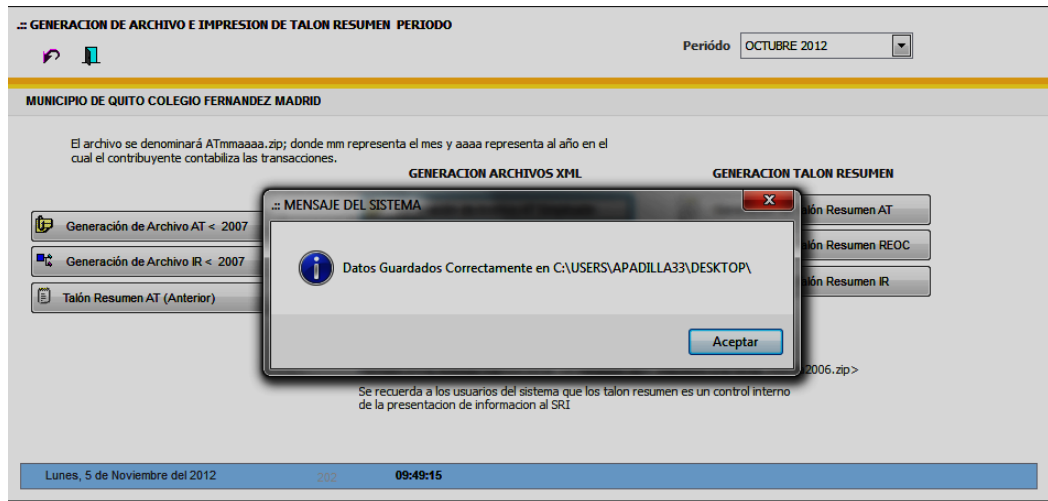 .:: GENERACION DE ARCHIVO E IMPRESION DE TALON RESUMEN PERIODO
Periódo OCTUBRE 2012
MUNICIPIO DE QUITO COLEGIO FERNANDEZ MADRID
El archivo se denominará ATmmaaaa.zip; donde mm representa el mes y aaaa representa al año en el
cual el contribuyente contabiliza las transacciones.
GENERACION ARCHIVOS XML
GENERACION TALON RESUMEN
Generación de Archivo AT < 2007
Generación de Archivo IR < 2007
Talón Resumen AT (Anterior)
.:: MENSAJE DEL SISTEMA
Datos Guardados Correctamente en C:\USERS\APADILLA33\DESKTOP\
Aceptar
Talón Resumen AT
Talón Resumen REOC
Talón Resumen IR
2006.zip>
Se recuerda a los usuarios del sistema que los talon resumen es un control interno
de la presentacion de informacion al SRI
Lunes, 5 de Noviembre del 2012 202 09:49:15